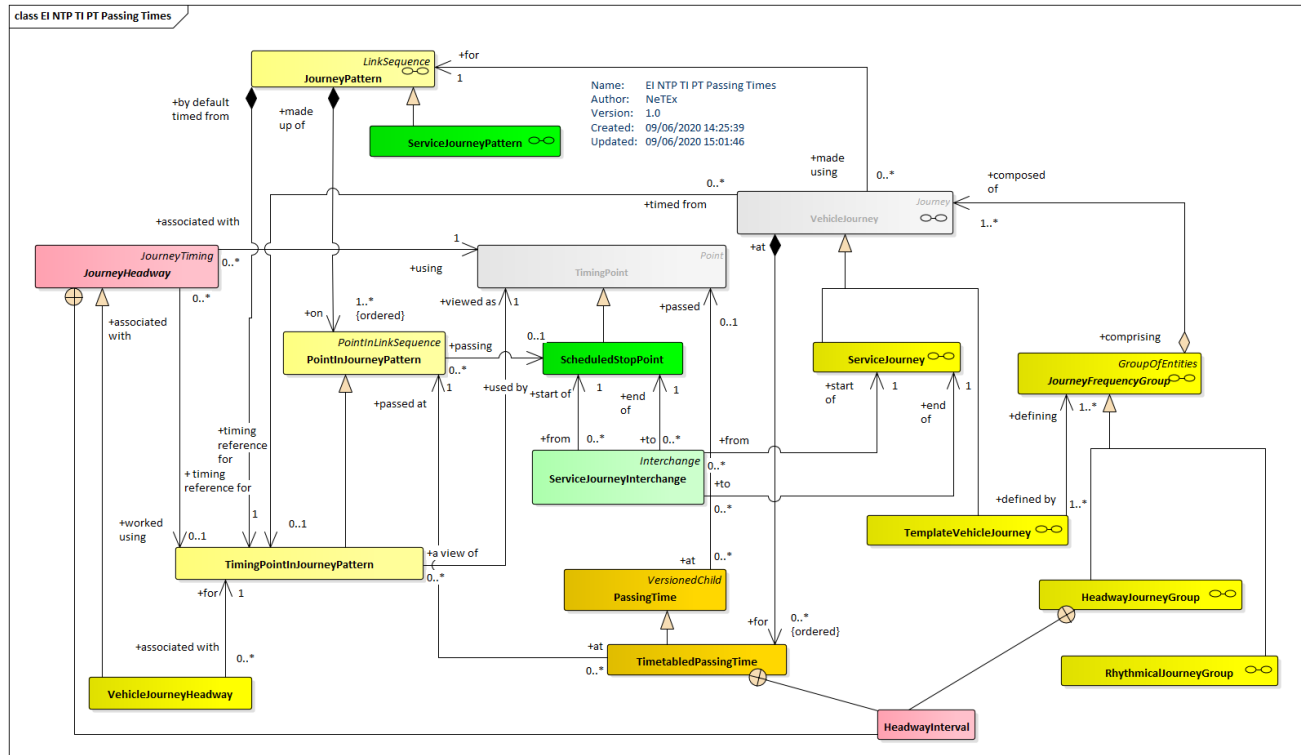 class EI NTP TI PT Passing Times
LinkSequence
JourneyPattern
+for
1
Name: EI NTP TI PT Passing Times
Author: NeTEx
Version: 1.0
Created: 09/06/2020 14:25:39
Updated: 09/06/2020 15:01:46
+by default
timed from
+made
up of
ServiceJourneyPattern
+made
using
0..*
0..*
+timed from
Journey
VehicleJourney
+composed
of
1..*
+associated with
JourneyTiming
JourneyHeadway
0..*
0..*
1
+using
Point
TimingPoint
+at
+associated
with
+viewed as
1
+passed
0..1
1..*
{ordered}
+on
PointInLinkSequence
PointInJourneyPattern
+passing
0..*
0..1
ScheduledStopPoint
ServiceJourney
+comprising
GroupOfEntities
JourneyFrequencyGroup
+passed at
1
+used by
+start of
1
+end
of
1
+start
of
1
1
+end
of
+defining
1..*
+timing
reference
for
+ timing
reference for
+from
0..*
+to
0..*
Interchange
ServiceJourneyInterchange
+from
0..*
+to
0..*
+defined by
1..*
TemplateVehicleJourney
+worked
using
0..1
1
0..1
TimingPointInJourneyPattern
+a view of
0..*
+at
0..*
VersionedChild
PassingTime
+for
1
HeadwayJourneyGroup
+for
0..*
{ordered}
+associated with
0..*
+at
0..*
TimetabledPassingTime
VehicleJourneyHeadway
RhythmicalJourneyGroup
HeadwayInterval